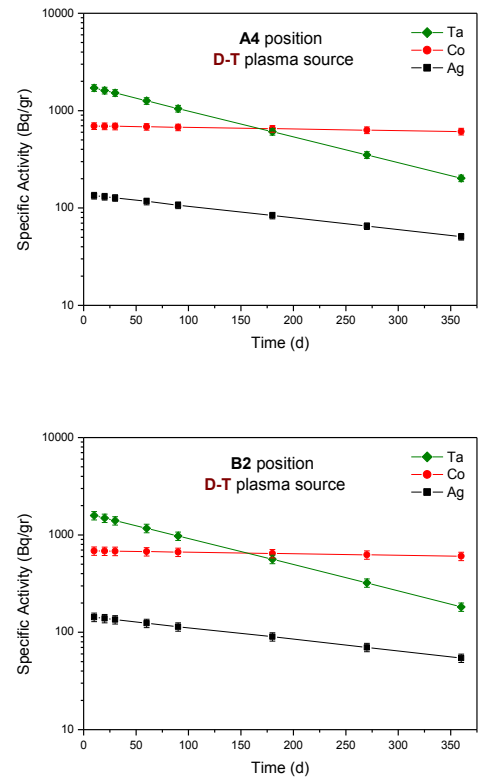 A4 position
D-T plasma source
Ta
Co
Ag
Specific Activity (Bq/gr)
10000
1000
100
10
0 50 100 150 200 250 300 350
Time (d)
B2 position
D-T plasma source
Ta
Co
Ag
Specific Activity (Bq/gr)
10000
1000
100
10
0 50 100 150 200 250 300 350
Time (d)